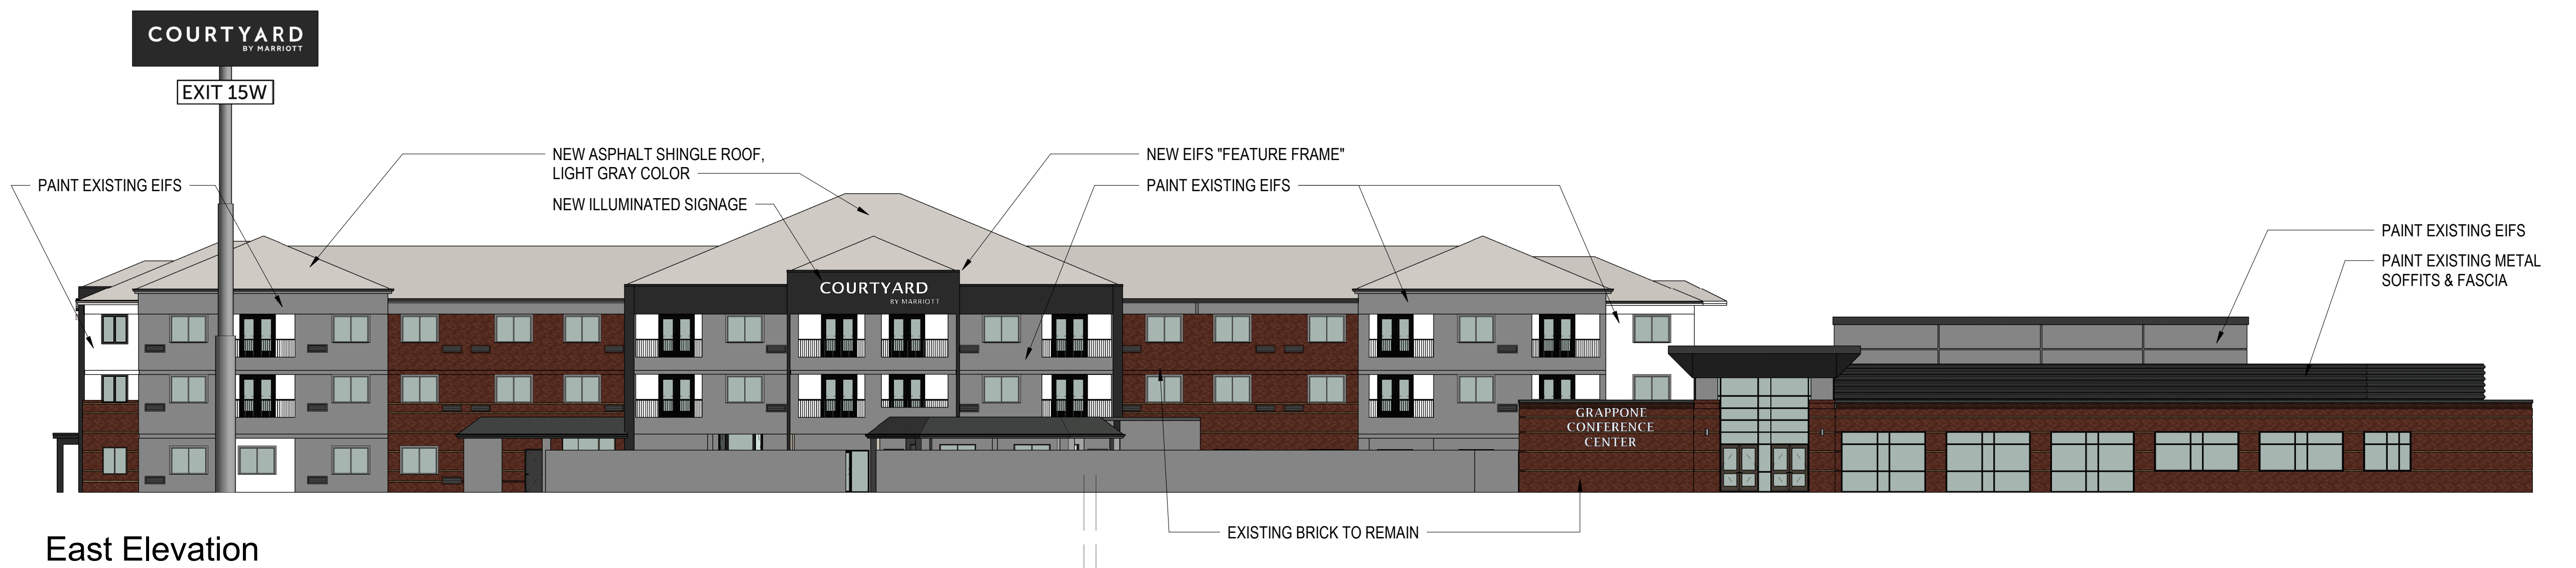 COURTYARD
BY MARRIOTT
EXIT 15W
PAINT EXISTING EIFS
NEW ASPHALT SHINGLE ROOF,
LIGHT GRAY COLOR
NEW ILLUMINATED SIGNAGE
NEW EIFS "FEATURE FRAME"
PAINT EXISTING EIFS
PAINT EXISTING EIFS
PAINT EXISTING METAL
SOFFITS & FASCIA
COURTYARD
BY MARRIOTT
GRAPPONE
CONFERENCE
CENTER
EXISTING BRICK TO REMAIN
East Elevation